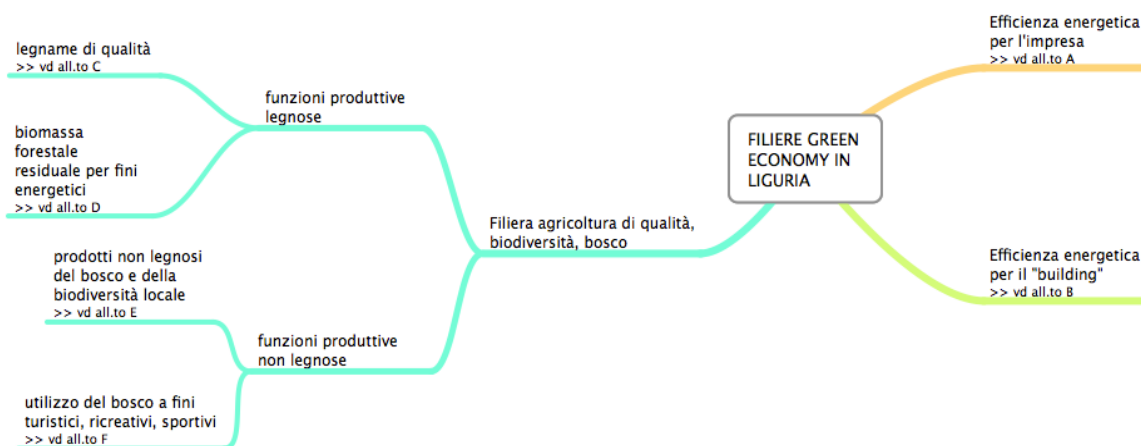 FILIERE GREEN
ECONOMY IN
LIGURIA
Efficienza energetica
per l'impresa
>> vd all.to A
Efficienza energetica
per il "building"
>> vd all.to B
Filiera agricoltura di qualità,
biodiversità, bosco
funzioni produttive
legnose
legname di qualità
>> vd all.to C
biomassa
forestale
residuale per fini
energetici
>> vd all.to D
funzioni produttive
non legnose
prodotti non legnosi
del bosco e della
biodiversità locale
>> vd all.to E
utilizzo del bosco a fini
turistici, ricreativi, sportivi
>> vd all.to F